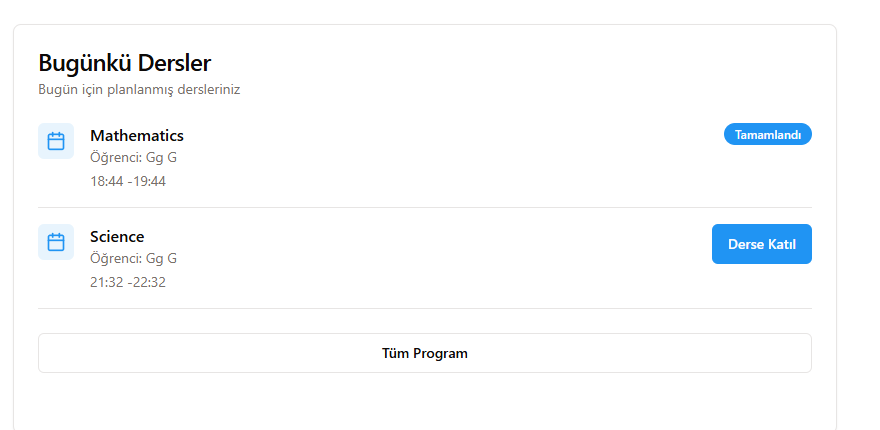 Bugünkü Dersler
Bugün için planlanmış dersleriniz
Mathematics
Tamamlandı
Öğrenci: Gg G
18:44 -19:44
Science
Derse Katıl
Öğrenci: Gg G
21:32 -22:32
Tüm Program